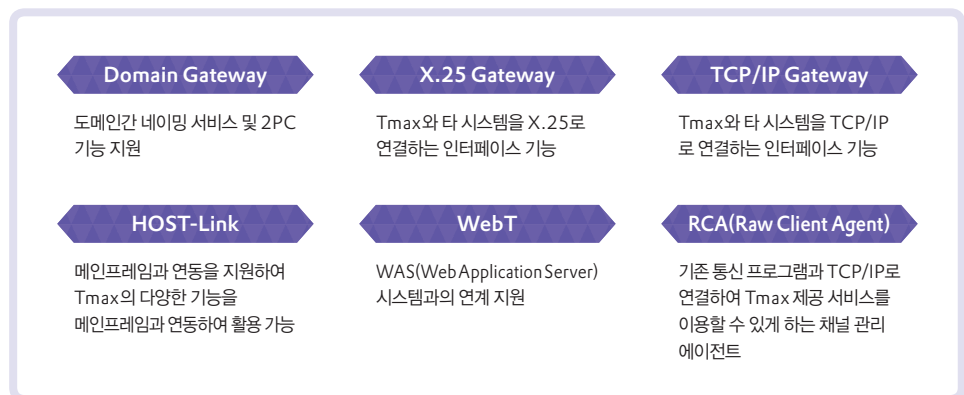 Domain Gateway
도메인간 네이밍 서비스 및 2PC
기능 지원
X.25 Gateway
Tmax와 타 시스템을 X.25로
연결하는 인터페이스 기능
TCP/IP Gateway
Tmax와 타 시스템을 TCP/IP
로 연결하는 인터페이스 기능
HOST-Link
메인프레임과 연동을 지원하여
Tmax의 다양한 기능을
메인프레임과 연동하여 활용 가능
WebT
WAS(Web Application Server)
시스템과의 연계 지원
RCA(Raw Client Agent)
기존 통신 프로그램과 TCP/IP로
연결하여 Tmax 제공 서비스를
이용할 수 있게 하는 채널 관리
에이전트